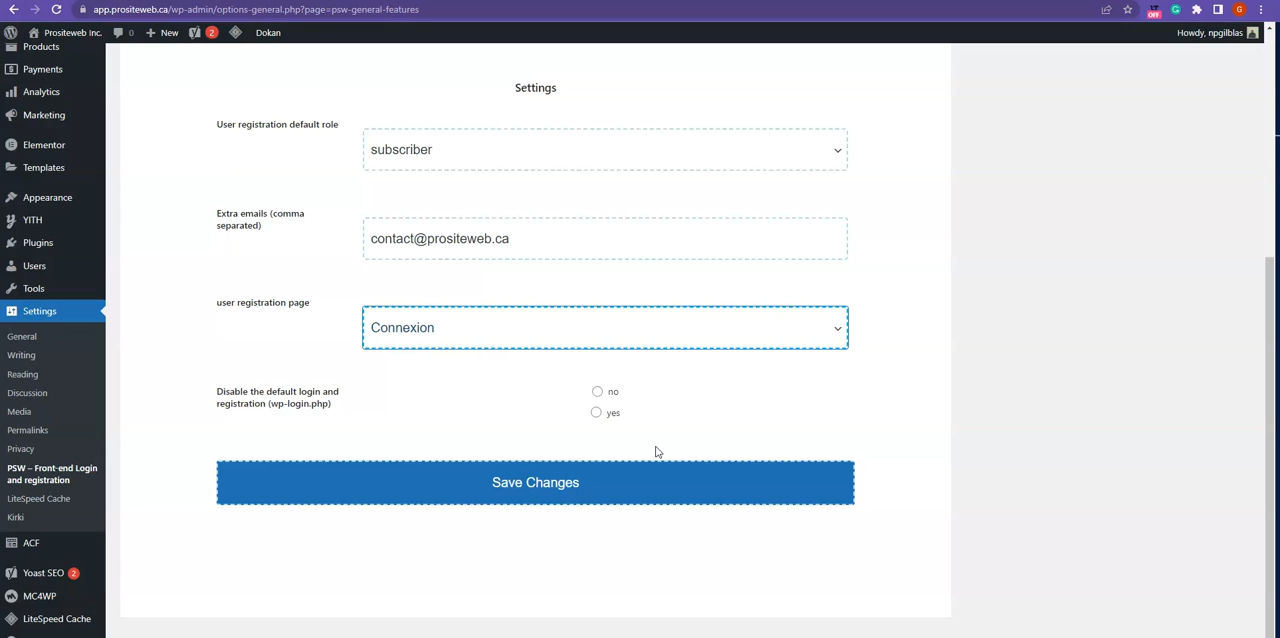 app.prositeweb.ca/wp-admin/options-general.php?page=psw-general-features
LT
OFF
G
Prositeweb Inc.
0
New
2
Dokan
Howdy, npgilblas
Products
Payments
Analytics
Marketing
Elementor
Templates
Appearance
YITH
Plugins
Users
Tools
Settings
General
Writing
Reading
Discussion
Media
Permalinks
Privacy
PSW – Front-end Login
and registration
LiteSpeed Cache
Kirki
ACF
Yoast SEO 2
MC4WP
LiteSpeed Cache
Settings
User registration default role
subscriber
Extra emails (comma
separated)
contact@prositeweb.ca
user registration page
Connexion
Disable the default login and
registration (wp-login.php)
no
yes
Save Changes